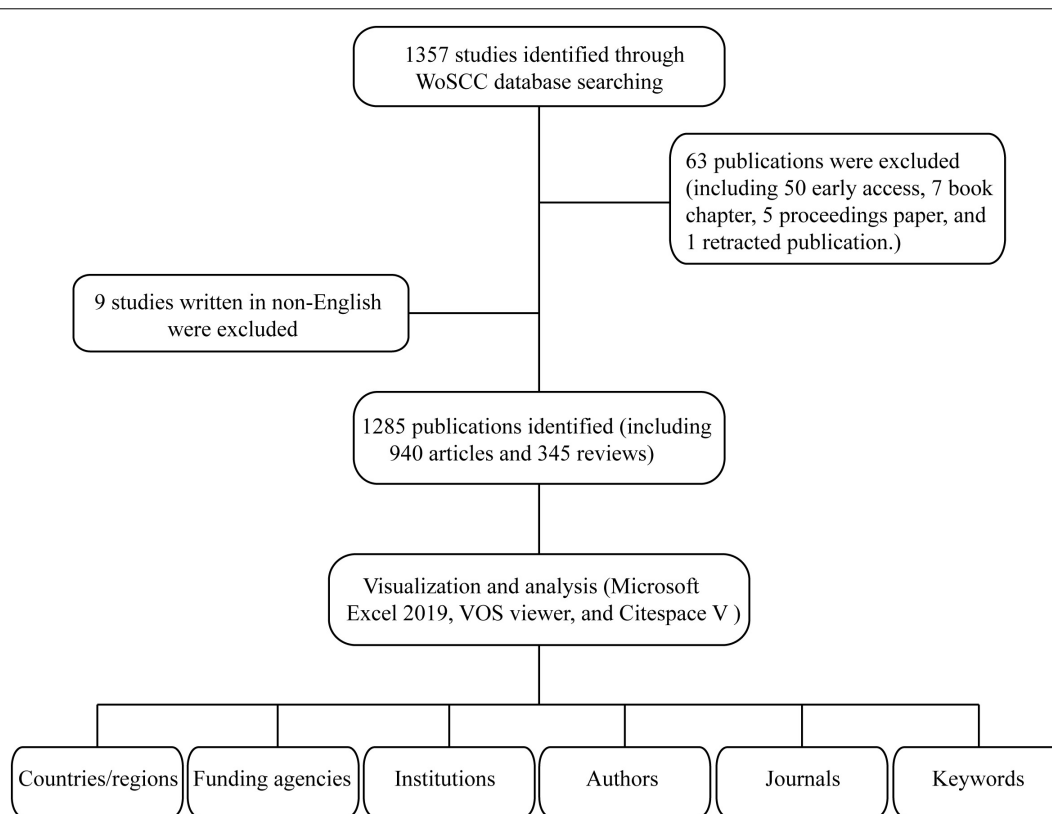 1357 studies identified through
WoSCC database searching
63 publications were excluded
(including 50 early access, 7 book
chapter, 5 proceedings paper, and
1 retracted publication.)
9 studies written in non-English
were excluded
1285 publications identified (including
940 articles and 345 reviews)
Visualization and analysis (Microsoft
Excel 2019, VOS viewer, and Citespace V )
Countries/regions
Funding agencies
Institutions
Authors
Journals
Keywords